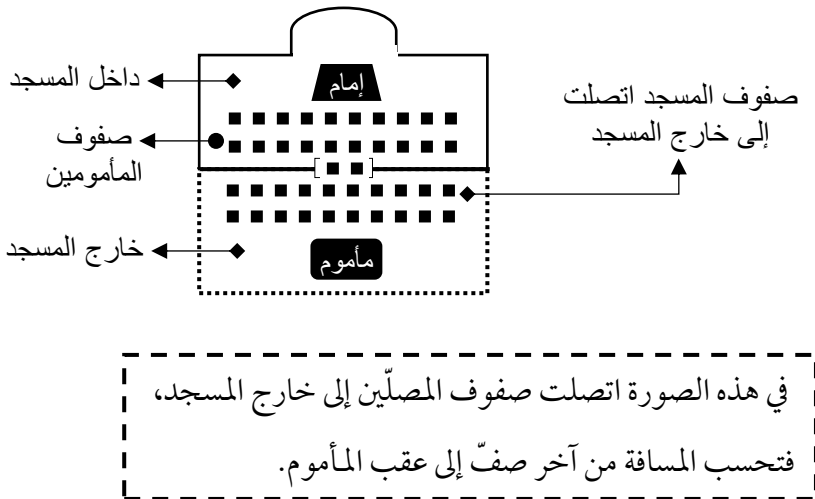 إمام
داخل المسجد
صفوف المسجد اتصلت
إلى خارج المسجد
صفوف
المأمومين
خارج المسجد
مأموم
في هذه الصورة اتصلت صفوف المصلّين إلى خارج المسجد،
فتحسب المسافة من آخر صفّ إلى عقب المأموم.